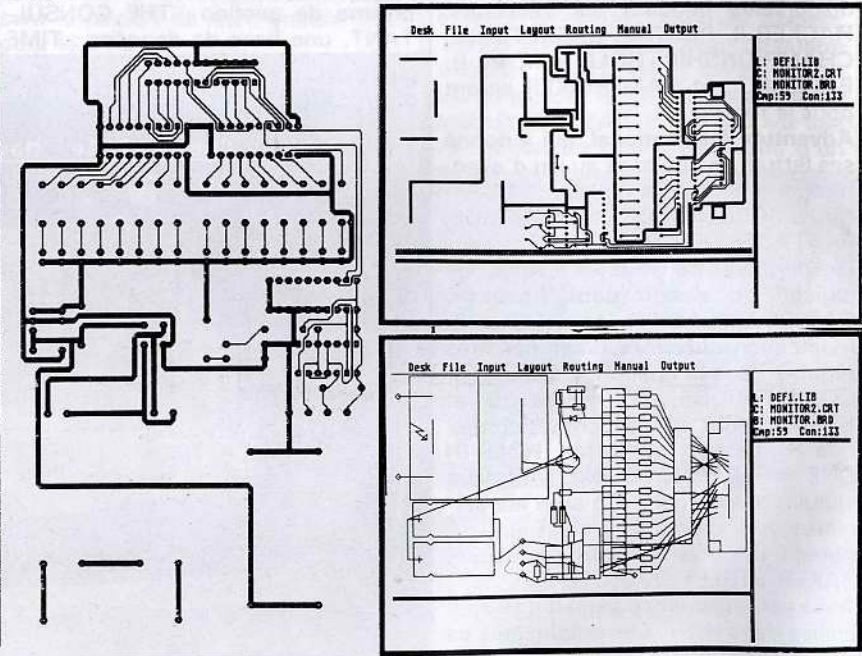 Desk File Input Layout Routing Manual Output
L: DEF1.LIB
C: MONITOR2.CRT
B: MONITOR.BRD
Cmp:59 Con:133
Desk File Input Layout Routing Manual Output
L: DEF1.LIB
C: MONITOR2.CRT
B: MONITOR.BRD
Cmp:59 Con:133